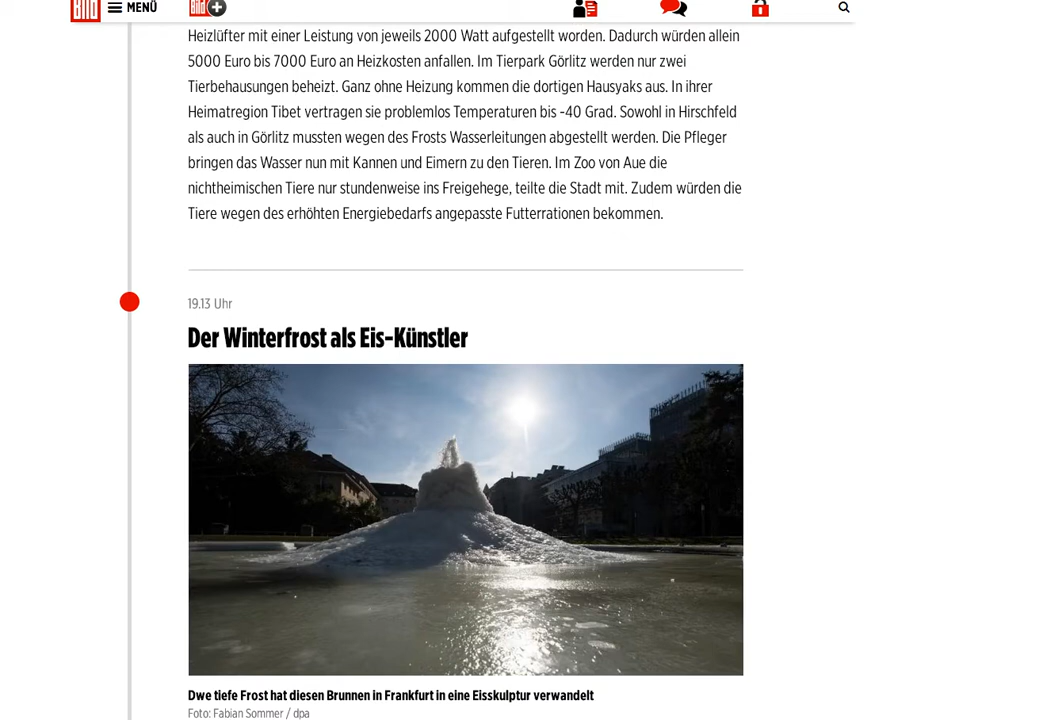 Bild MENÜ Bild+
Heizlüfter mit einer Leistung von jeweils 2000 Watt aufgestellt worden. Dadurch würden allein
5000 Euro bis 7000 Euro an Heizkosten anfallen. Im Tierpark Görlitz werden nur zwei
Tierbehausungen beheizt. Ganz ohne Heizung kommen die dortigen Hausyaks aus. In ihrer
Heimatregion Tibet vertragen sie problemlos Temperaturen bis -40 Grad. Sowohl in Hirschfeld
als auch in Görlitz mussten wegen des Frosts Wasserleitungen abgestellt werden. Die Pfleger
bringen das Wasser nun mit Kannen und Eimern zu den Tieren. Im Zoo von Aue die
nichtheimischen Tiere nur stundenweise ins Freigehege, teilte die Stadt mit. Zudem würden die
Tiere wegen des erhöhten Energiebedarfs angepasste Futterrationen bekommen.
19.13 Uhr
Der Winterfrost als Eis-Künstler
Dwe tiefe Frost hat diesen Brunnen in Frankfurt in eine Eisskulptur verwandelt
Foto: Fabian Sommer / dpa